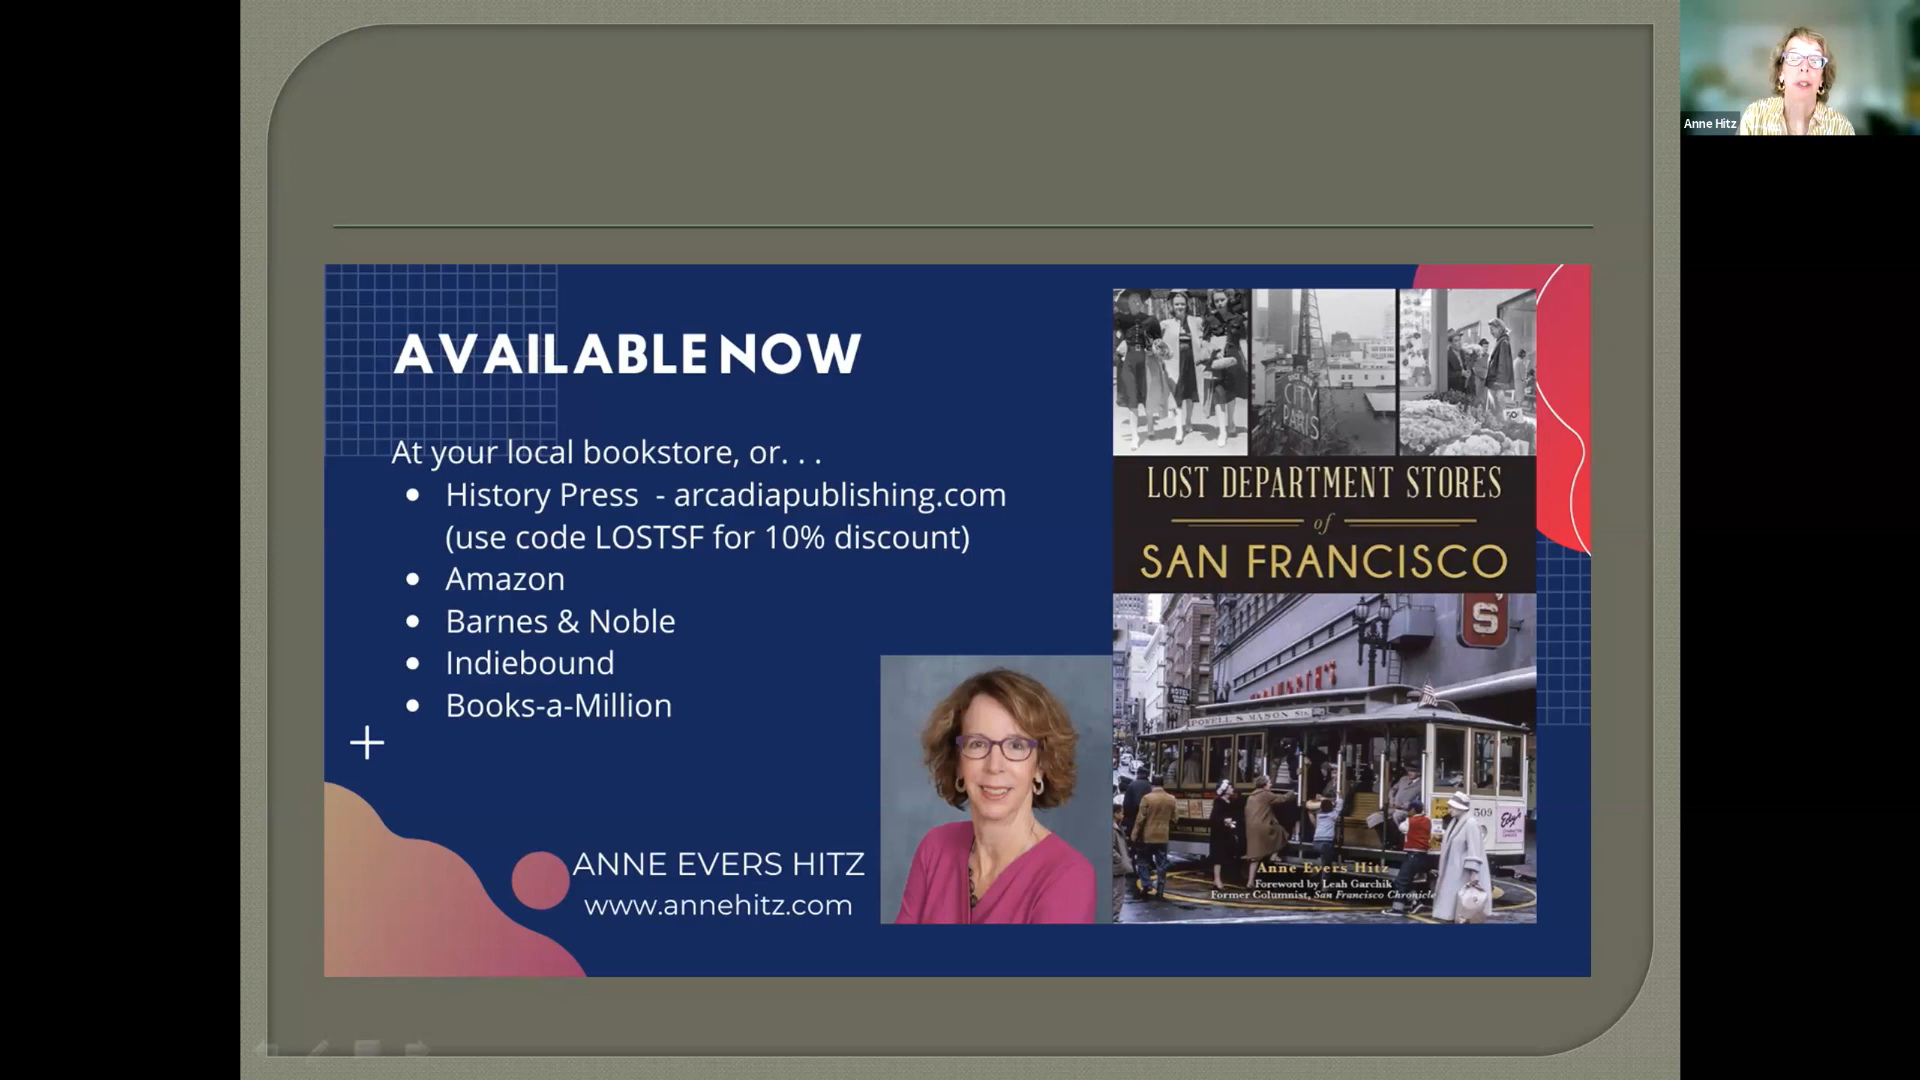 Anne Hitz
AVAILABLE NOW
At your local bookstore, or. . .
• History Press - arcadiapublishing.com
(use code LOSTSF for 10% discount)
• Amazon
• Barnes & Noble
• Indiebound
• Books-a-Million
ANNE EVERS HITZ
www.annehitz.com
CITY
PARIS
LOST DEPARTMENT STORES
of
SAN FRANCISCO
'S
HOTEL
POWELL & MASON STS.
509
Edy's
Anne Evers Hitz
Foreword by Leah Garchik
Former Columnist, San Francisco Chronicle